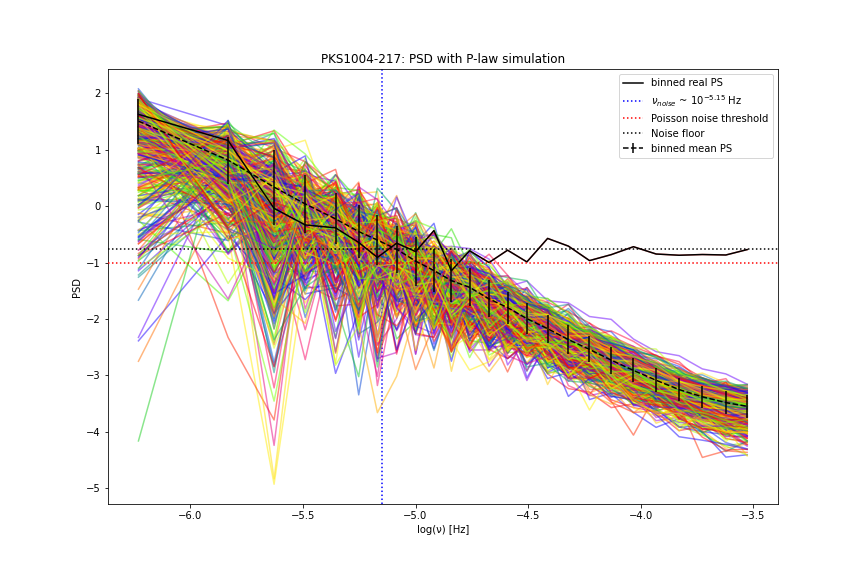 PKS1004-217: PSD with P-law simulation
binned real PS
ν_noise ~ 10^−5.15 Hz
Poisson noise threshold
Noise floor
binned mean PS
PSD
2
1
0
−1
−2
−3
−4
−5
−6.0 −5.5 −5.0 −4.5 −4.0 −3.5
log(ν) [Hz]